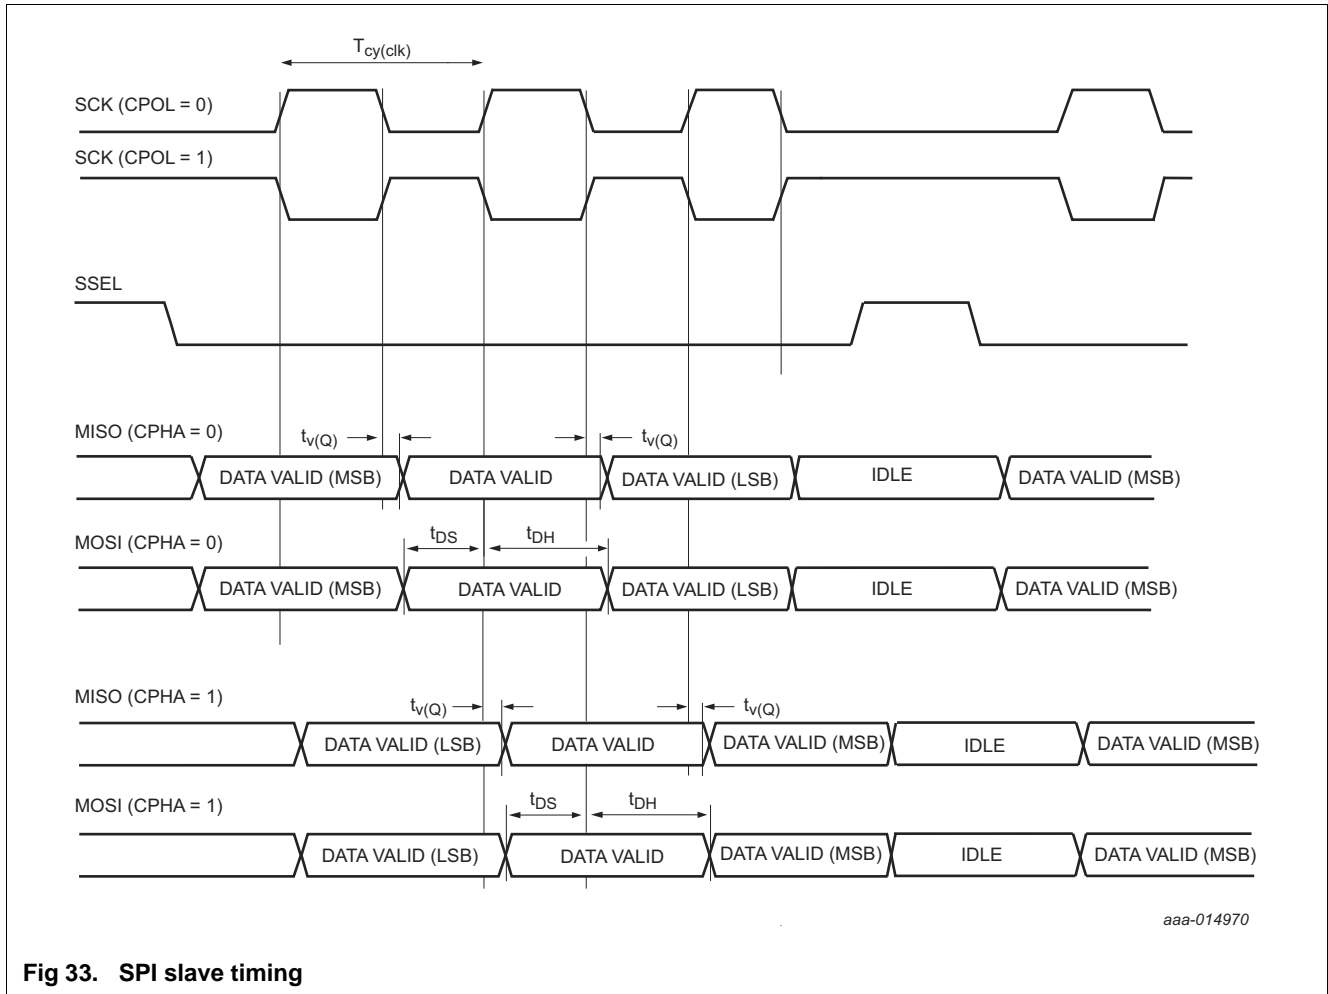 Tcy(clk)
SCK (CPOL = 0)
SCK (CPOL = 1)
SSEL
MISO (CPHA = 0)
tv(Q)
tv(Q)
DATA VALID (MSB)
DATA VALID
DATA VALID (LSB)
IDLE
DATA VALID (MSB)
MOSI (CPHA = 0)
tDS
tDH
DATA VALID (MSB)
DATA VALID
DATA VALID (LSB)
IDLE
DATA VALID (MSB)
MISO (CPHA = 1)
tv(Q)
tv(Q)
DATA VALID (LSB)
DATA VALID
DATA VALID (MSB)
IDLE
DATA VALID (MSB)
MOSI (CPHA = 1)
tDS
tDH
DATA VALID (LSB)
DATA VALID
DATA VALID (MSB)
IDLE
DATA VALID (MSB)
aaa-014970
Fig 33. SPI slave timing